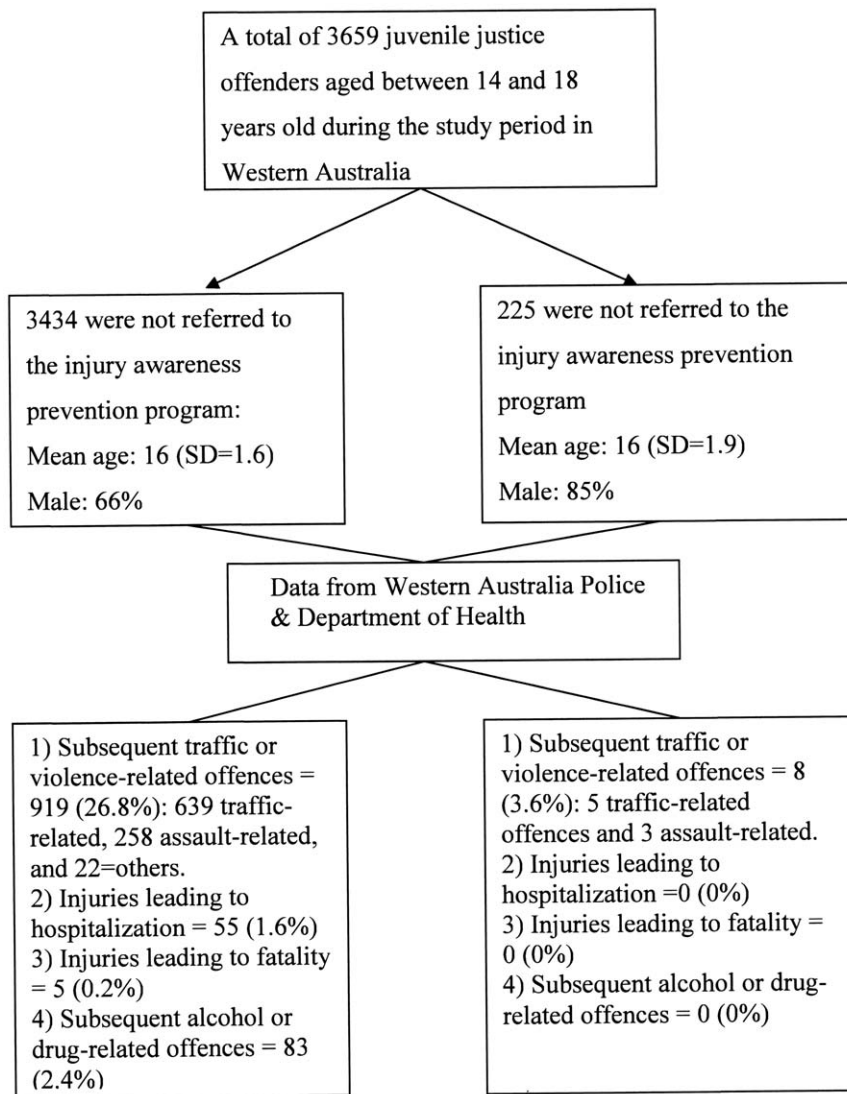 A total of 3659 juvenile justice
offenders aged between 14 and 18
years old during the study period in
Western Australia
3434 were not referred to
the injury awareness
prevention program:
Mean age: 16 (SD=1.6)
Male: 66%
225 were not referred to the
injury awareness prevention
program
Mean age: 16 (SD=1.9)
Male: 85%
Data from Western Australia Police
& Department of Health
1) Subsequent traffic or
violence-related offences =
919 (26.8%): 639 traffic-
related, 258 assault-related,
and 22=others.
2) Injuries leading to
hospitalization = 55 (1.6%)
3) Injuries leading to fatality
= 5 (0.2%)
4) Subsequent alcohol or
drug-related offences = 83
(2.4%)
1) Subsequent traffic or
violence-related offences = 8
(3.6%): 5 traffic-related
offences and 3 assault-related.
2) Injuries leading to
hospitalization =0 (0%)
3) Injuries leading to fatality =
0 (0%)
4) Subsequent alcohol or drug-
related offences = 0 (0%)